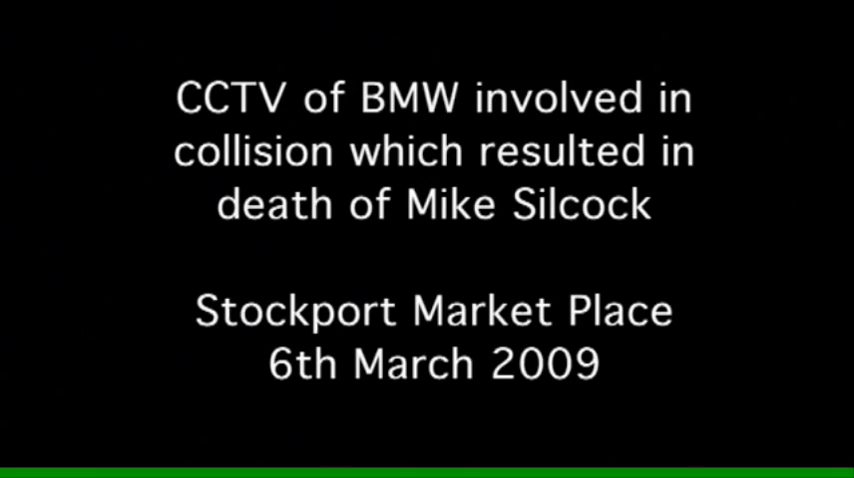 CCTV of BMW involved in
collision which resulted in
death of Mike Silcock
Stockport Market Place
6th March 2009